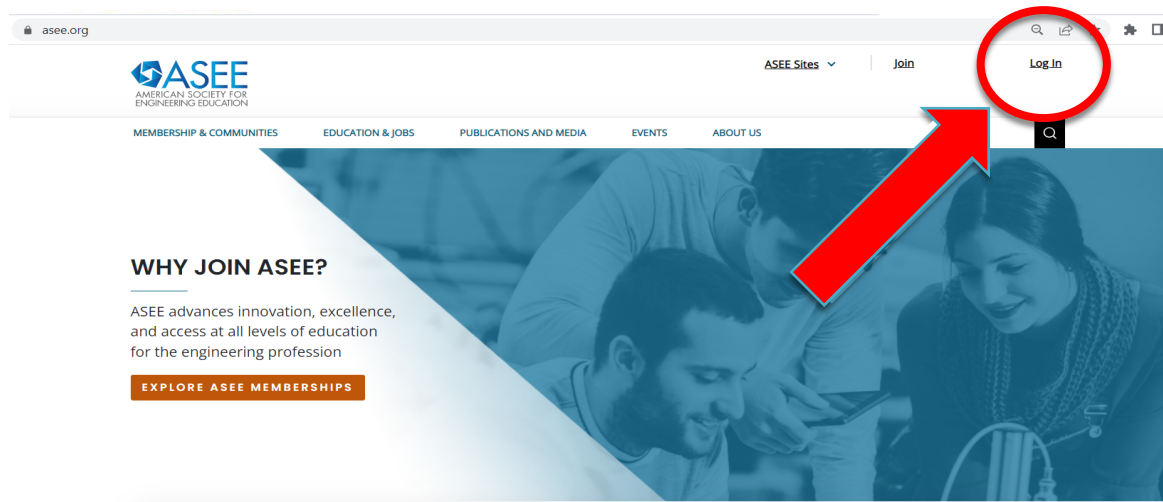 asee.org
ASEE Sites Join Log In
ASEE
AMERICAN SOCIETY FOR
ENGINEERING EDUCATION
MEMBERSHIP & COMMUNITIES EDUCATION & JOBS PUBLICATIONS AND MEDIA EVENTS ABOUT US
WHY JOIN ASEE?
ASEE advances innovation, excellence,
and access at all levels of education
for the engineering profession
EXPLORE ASEE MEMBERSHIPS